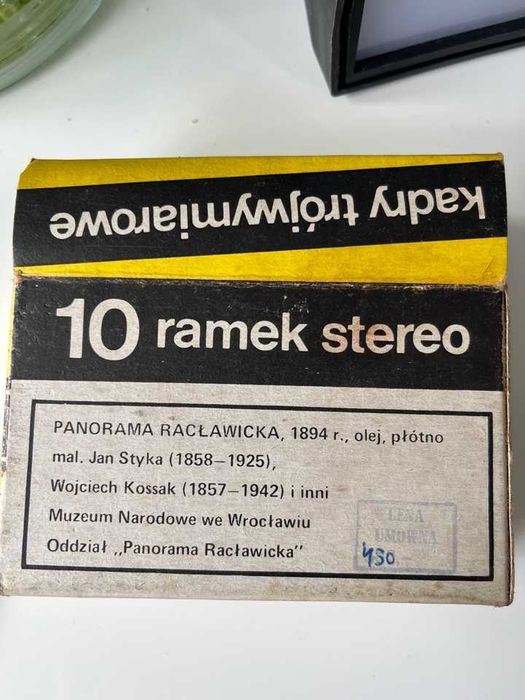 kadry trójwymiarowe
10 ramek stereo
PANORAMA RACŁAWICKA, 1894 r., olej, płótno
mal. Jan Styka (1858–1925),
Wojciech Kossak (1857–1942) i inni
Muzeum Narodowe we Wrocławiu
Oddział „Panorama Racławicka"
CENA
UMOWNA
450